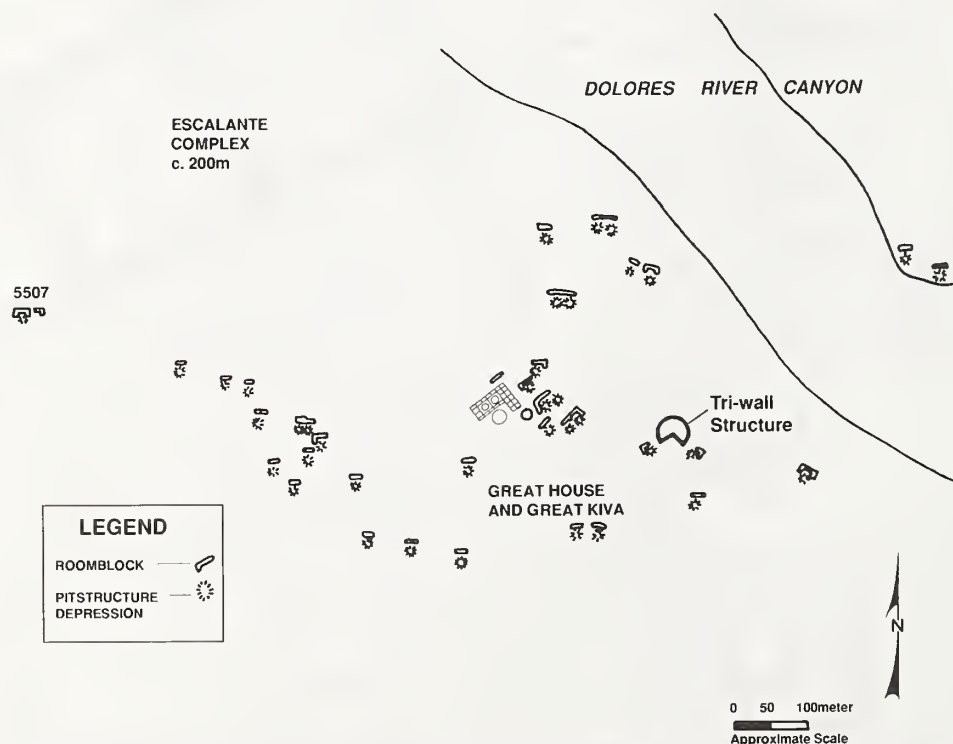 DOLORES RIVER CANYON
ESCALANTE
COMPLEX
c. 200m
5507
Tri-wall
Structure
GREAT HOUSE
AND GREAT KIVA
LEGEND
ROOMBLOCK
PITSTRUCTURE
DEPRESSION
N
0 50 100meter
Approximate Scale